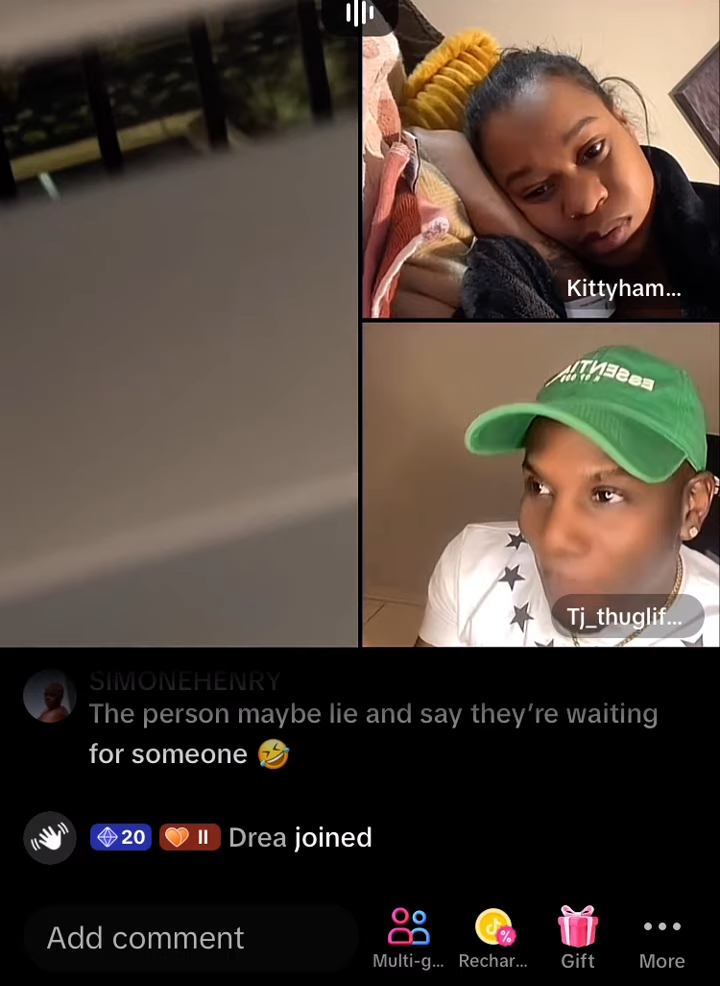 Kittyham...
ESSENTIA
Tj_thuglif...
SIMONEHENRY
The person maybe lie and say they’re waiting
for someone 🤣
20
II
Drea joined
Add comment
Multi-g...
Rechar...
Gift
More